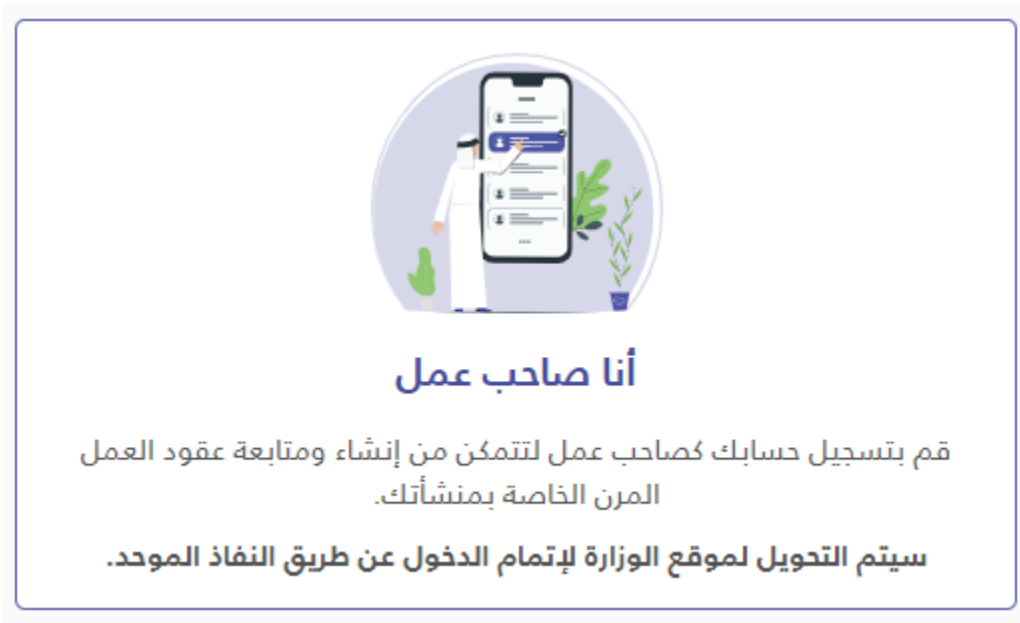 أنا صاحب عمل
قم بتسجيل حسابك كصاحب عمل لتتمكن من إنشاء ومتابعة عقود العمل
المرن الخاصة بمنشأتك.
سيتم التحويل لموقع الوزارة لإتمام الدخول عن طريق النفاذ الموحد.